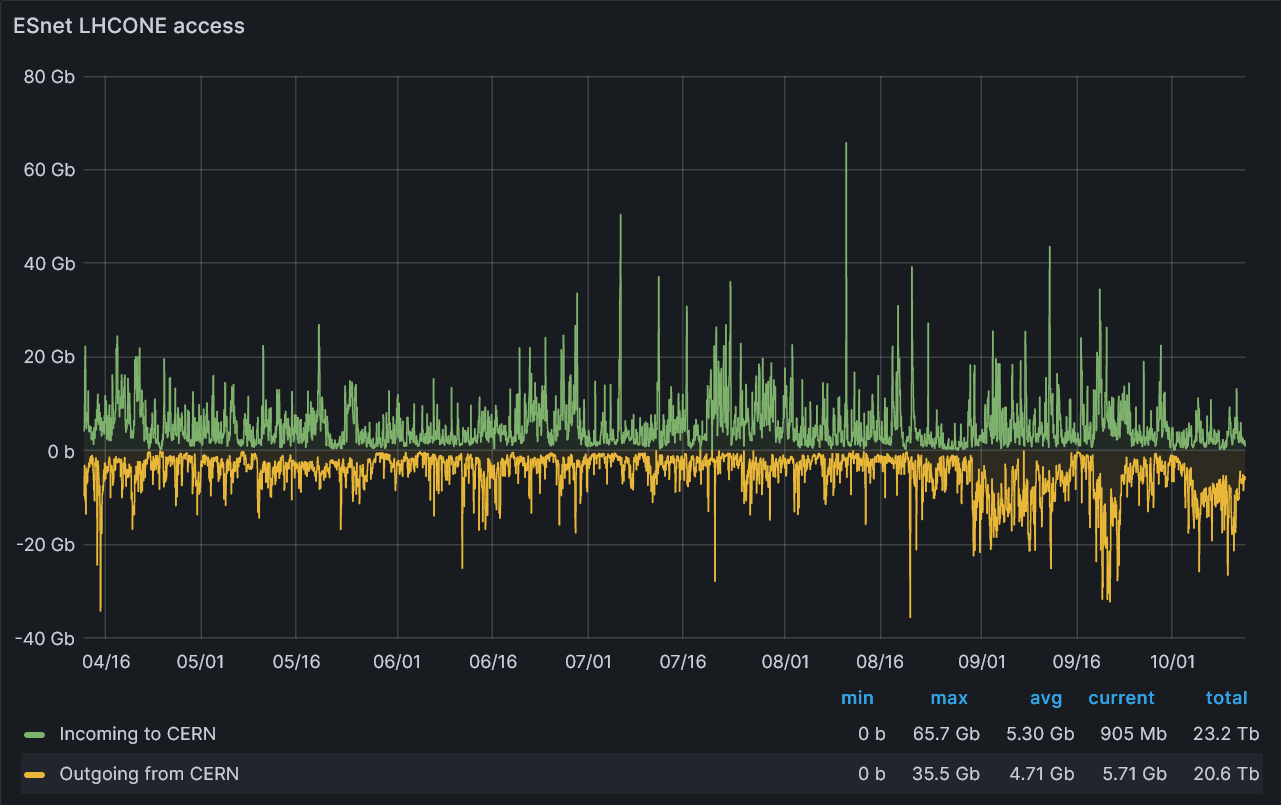 ESnet LHCONE access
80 Gb
60 Gb
40 Gb
20 Gb
0 b
-20 Gb
-40 Gb
04/16 05/01 05/16 06/01 06/16 07/01 07/16 08/01 08/16 09/01 09/16 10/01
min max avg current total
Incoming to CERN 0 b 65.7 Gb 5.30 Gb 905 Mb 23.2 Tb
Outgoing from CERN 0 b 35.5 Gb 4.71 Gb 5.71 Gb 20.6 Tb